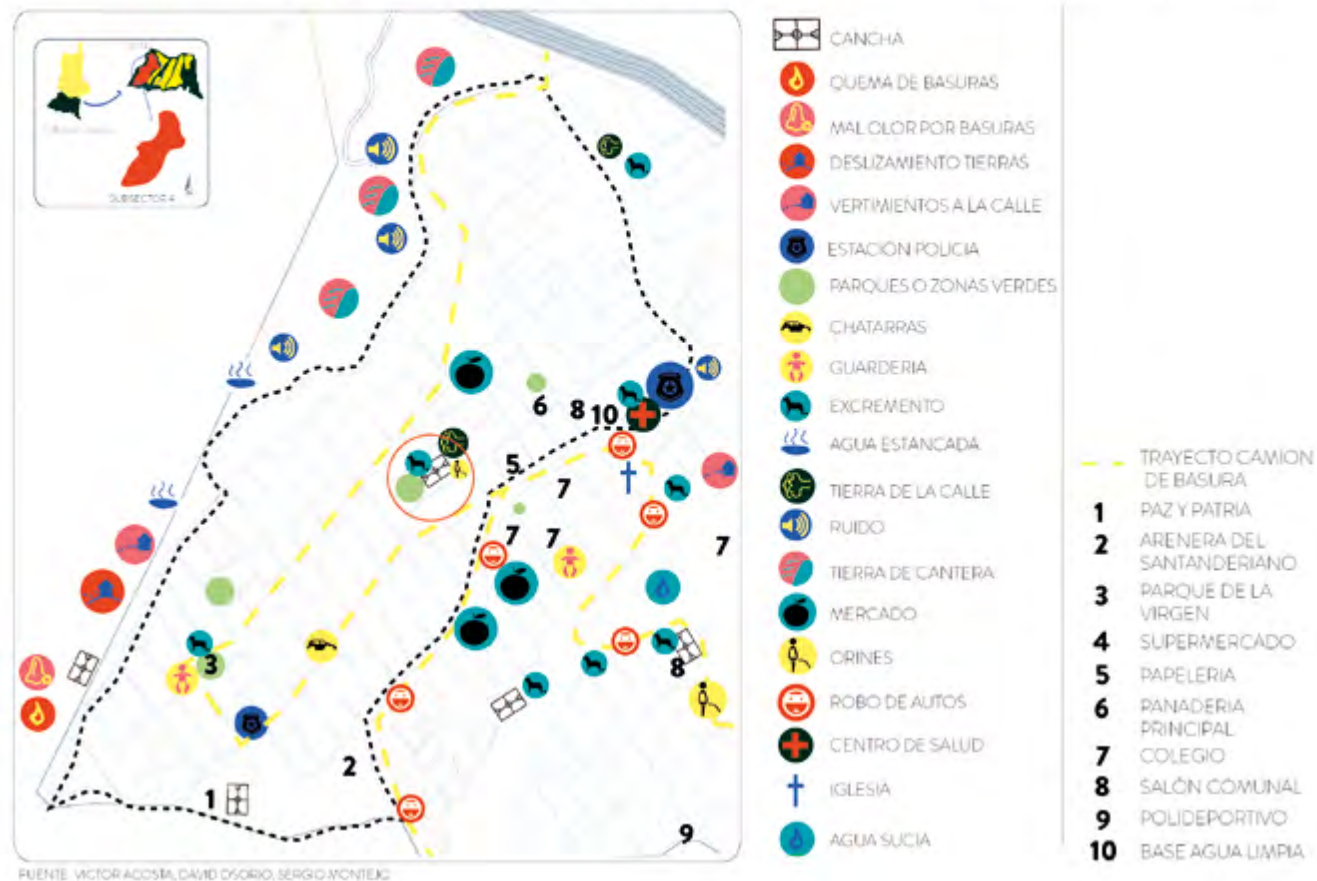 SUBSECTOR 4
6
8
10
5
7
7
7
7
3
8
2
1
9
CANCHA
QUEMA DE BASURAS
MAL OLOR POR BASURAS
DESLIZAMIENTO TIERRAS
VERTIMIENTOS A LA CALLE
ESTACIÓN POLICIA
PARQUES O ZONAS VERDES
CHATARRAS
GUARDERIA
EXCREMENTO
AGUA ESTANCADA
TIERRA DE LA CALLE
RUIDO
TIERRA DE CANTERA
MERCADO
ORINES
ROBO DE AUTOS
CENTRO DE SALUD
IGLESIA
AGUA SUCIA
TRAYECTO CAMION
DE BASURA
1 PAZ Y PATRIA
2 ARENERA DEL
SANTANDERIANO
3 PARQUE DE LA
VIRGEN
4 SUPERMERCADO
5 PAPELERIA
6 PANADERIA
PRINCIPAL
7 COLEGIO
8 SALÓN COMUNAL
9 POLIDEPORTIVO
10 BASE AGUA LIMPIA
FUENTE: VICTOR ACOSTA, DAVID OSORIO, SERGIO MONTEJO